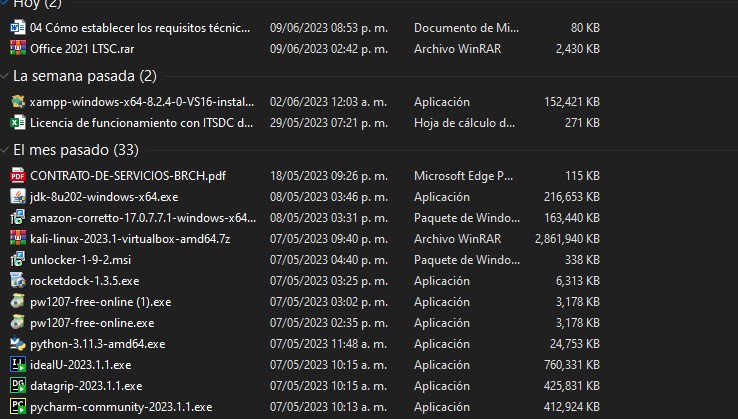 Hoy (2)
04 Cómo establecer los requisitos técnic... 09/06/2023 08:53 p. m. Documento de Mi... 80 KB
Office 2021 LTSC.rar 09/06/2023 02:42 p. m. Archivo WinRAR 2,430 KB
La semana pasada (2)
xampp-windows-x64-8.2.4-0-VS16-instal... 02/06/2023 12:03 a. m. Aplicación 152,421 KB
Licencia de funcionamiento con ITSDC d... 29/05/2023 07:21 p. m. Hoja de cálculo d... 271 KB
El mes pasado (33)
CONTRATO-DE-SERVICIOS-BRCH.pdf 18/05/2023 09:26 p. m. Microsoft Edge P... 115 KB
jdk-8u202-windows-x64.exe 08/05/2023 03:46 p. m. Aplicación 216,653 KB
amazon-corretto-17.0.7.7.1-windows-x64... 08/05/2023 03:31 p. m. Paquete de Windo... 163,440 KB
kali-linux-2023.1-virtualbox-amd64.7z 07/05/2023 09:40 p. m. Archivo WinRAR 2,861,940 KB
unlocker-1-9-2.msi 07/05/2023 04:40 p. m. Paquete de Windo... 338 KB
rocketdock-1.3.5.exe 07/05/2023 03:25 p. m. Aplicación 6,313 KB
pw1207-free-online (1).exe 07/05/2023 03:02 p. m. Aplicación 3,178 KB
pw1207-free-online.exe 07/05/2023 02:35 p. m. Aplicación 3,178 KB
python-3.11.3-amd64.exe 07/05/2023 11:48 a. m. Aplicación 24,753 KB
idealU-2023.1.1.exe 07/05/2023 10:15 a. m. Aplicación 760,331 KB
datagrip-2023.1.1.exe 07/05/2023 10:15 a. m. Aplicación 425,831 KB
pycharm-community-2023.1.1.exe 07/05/2023 10:13 a. m. Aplicación 412,924 KB